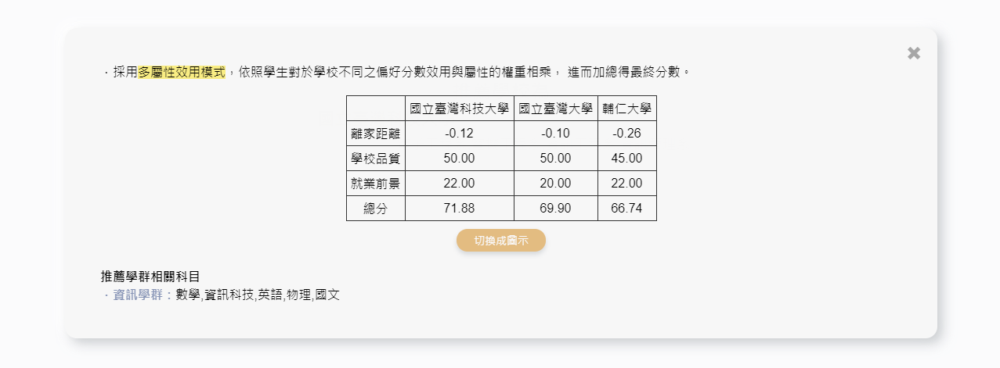 ．採用多屬性效用模式，依照學生對於學校不同之偏好分數效用與屬性的權重相乘， 進而加總得最終分數。
國立臺灣科技大學 國立臺灣大學 輔仁大學
離家距離 -0.12 -0.10 -0.26
學校品質 50.00 50.00 45.00
就業前景 22.00 20.00 22.00
總分 71.88 69.90 66.74
切換成圖示
推薦學群相關科目
．資訊學群：數學,資訊科技,英語,物理,國文